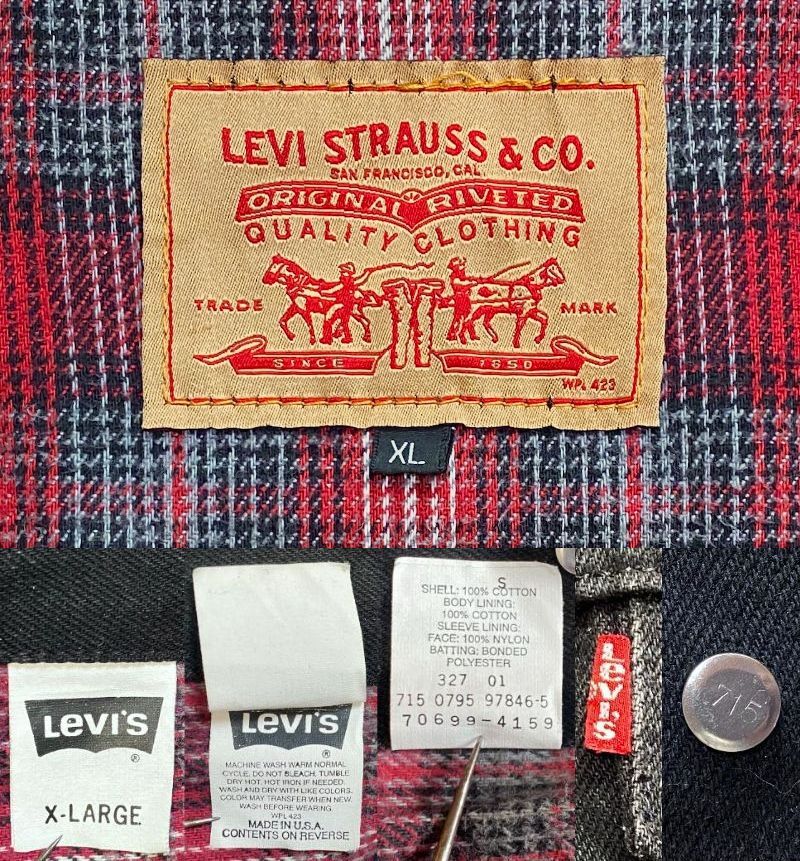 LEVI STRAUSS & CO.
SAN FRANCISCO, CAL.
ORIGINAL RIVETED
QUALITY CLOTHING
TRADE MARK
SINCE 1850
WPL 423
XL
LEVI'S
®
X-LARGE
LEVI'S
®
MACHINE WASH WARM NORMAL
CYCLE. DO NOT BLEACH. TUMBLE
DRY HOT. HOT IRON IF NEEDED.
WASH AND DRY WITH LIKE COLORS.
COLOR MAY TRANSFER WHEN NEW.
WASH BEFORE WEARING.
WPL 423
MADE IN U.S.A.
CONTENTS ON REVERSE
S
SHELL: 100% COTTON
BODY LINING:
100% COTTON
SLEEVE LINING:
FACE: 100% NYLON
BATTING: BONDED
POLYESTER
327 01
715 0795 97846-5
70699-4159
Levi's
715